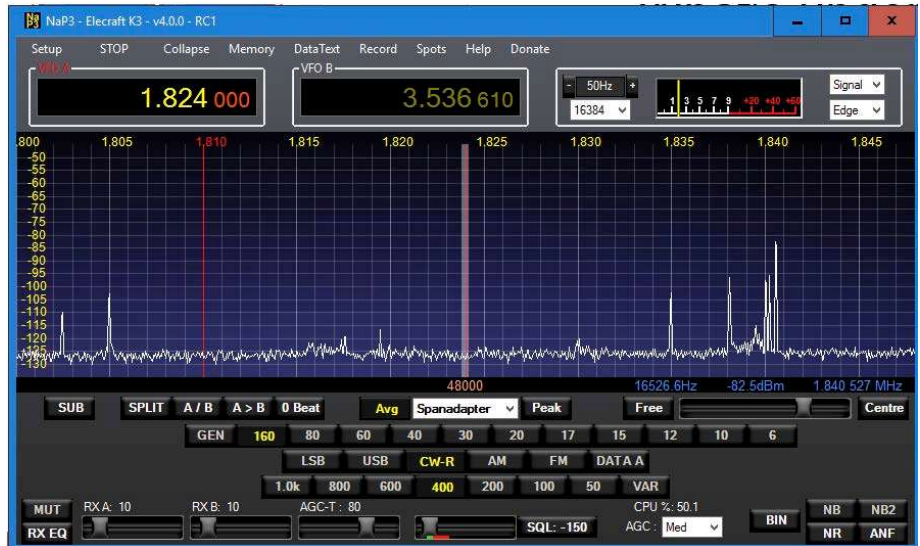 NaP3 - Elecraft K3 - v4.0.0 - RC1
Setup STOP Collapse Memory DataText Record Spots Help Donate
VFO A VFO B
1.824 000 3.536 610 - 50Hz + 1 3 5 7 9 +20 +40 +60 Signal
16384 Edge
.800 1.805 1.810 1.815 1.820 1.825 1.830 1.835 1.840 1.845
-50
-55
-60
-65
-70
-75
-80
-85
-90
-95
-100
-105
-110
-115
-120
-125
-130
48000 16526.6Hz -82.5dBm 1.840 527 MHz
SUB SPLIT A / B A > B 0 Beat Avg Spanadapter Peak Free Centre
GEN 160 80 60 40 30 20 17 15 12 10 6
LSB USB CW-R AM FM DATA A
1.0k 800 600 400 200 100 50 VAR
MUT RX A: 10 RX B: 10 AGC-T : 80 CPU %: 50.1 NB NB2
RX EQ SQL: -150 AGC : Med BIN NR ANF